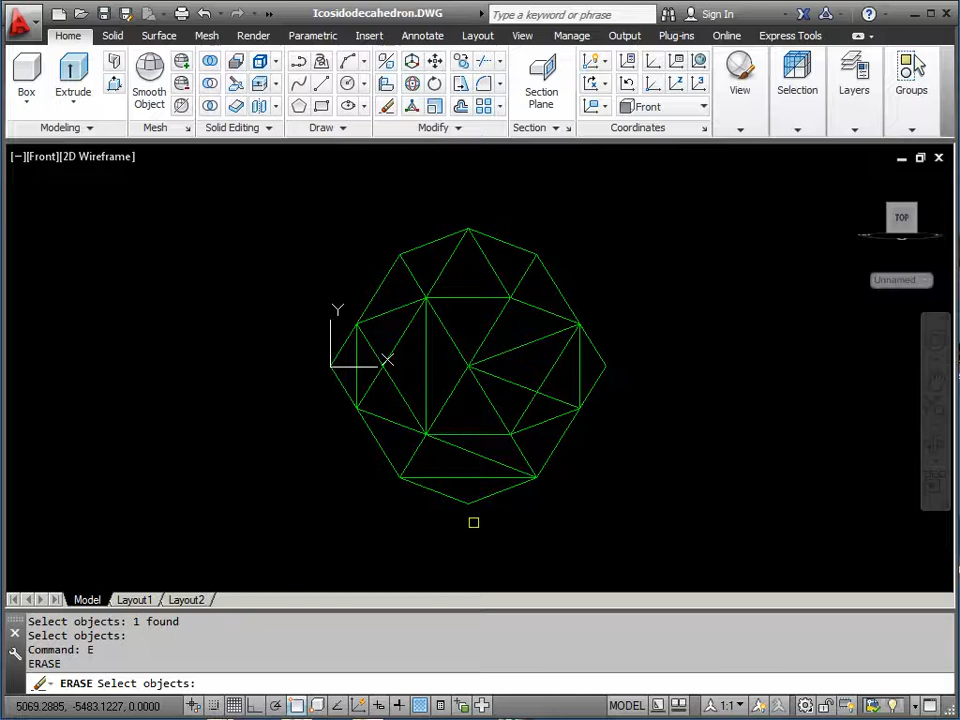 Icosidodecahedron.DWG
Type a keyword or phrase
Sign In
Home Solid Surface Mesh Render Parametric Insert Annotate Layout View Manage Output Plug-ins Online Express Tools
Box Extrude Smooth Object Section Plane Front View Selection Layers Groups
Modeling Mesh Solid Editing Draw Modify Section Coordinates
[−][Front][2D Wireframe]
TOP
Unnamed
Y
X
Model Layout1 Layout2
Select objects: 1 found
Select objects:
Command: E
ERASE
ERASE Select objects:
5069.2885, -5483.1227, 0.0000
MODEL
1:1